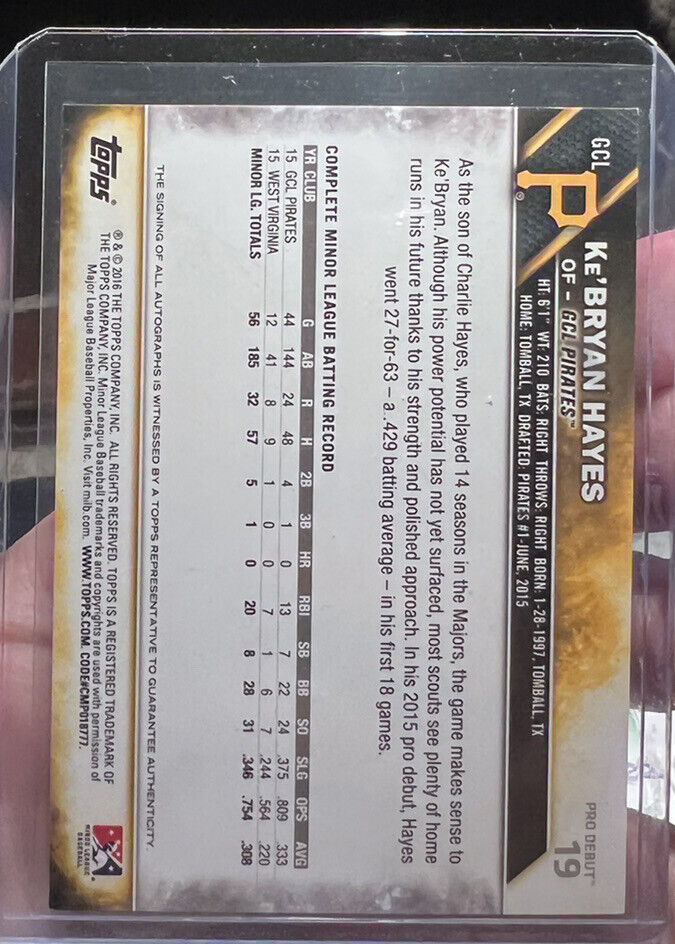 GCL
P®
KE'BRYAN HAYES
OF – GCL PIRATES™
PRO DEBUT™
19
HT: 6'1" WT: 210 BATS: RIGHT THROWS: RIGHT BORN: 1-28-1997, TOMBALL, TX
HOME: TOMBALL, TX DRAFTED: PIRATES #1-JUNE, 2015
As the son of Charlie Hayes, who played 14 seasons in the Majors, the game makes sense to
Ke'Bryan. Although his power potential has not yet surfaced, most scouts see plenty of home
runs in his future thanks to his strength and polished approach. In his 2015 pro debut, Hayes
went 27-for-63 – a .429 batting average – in his first 18 games.
COMPLETE MINOR LEAGUE BATTING RECORD
YR CLUB G AB R H 2B 3B HR RBI SB BB SO SLG OPS AVG
15 GCL PIRATES 44 144 24 48 4 1 0 13 7 22 24 .375 .809 .333
15 WEST VIRGINIA 12 41 8 9 1 0 0 7 1 6 7 .244 .564 .220
MINOR LG. TOTALS 56 185 32 57 5 1 0 20 8 28 31 .346 .754 .308
THE SIGNING OF ALL AUTOGRAPHS IS WITNESSED BY A TOPPS REPRESENTATIVE TO GUARANTEE AUTHENTICITY.
topps®
® & © 2016 THE TOPPS COMPANY, INC. ALL RIGHTS RESERVED. TOPPS IS A REGISTERED TRADEMARK OF
THE TOPPS COMPANY, INC. Minor League Baseball trademarks and copyrights are used with permission of
Major League Baseball Properties, Inc. Visit milb.com. WWW.TOPPS.COM. CODE#CMP018777.
MINOR LEAGUE
BASEBALL